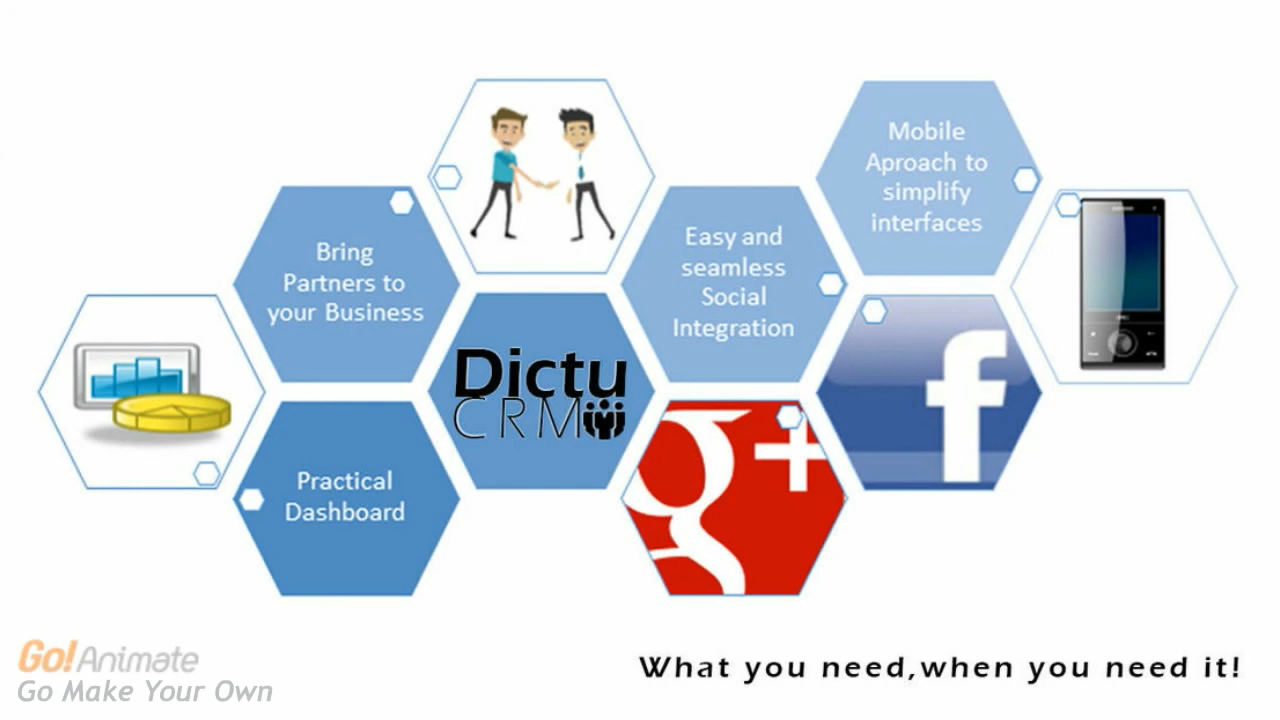 Mobile
Aproach to
simplify
interfaces
Bring
Partners to
your Business
Easy and
seamless
Social
Integration
Dictu
CRM
f
g+
Practical
Dashboard
Go!Animate
Go Make Your Own
What you need,when you need it!